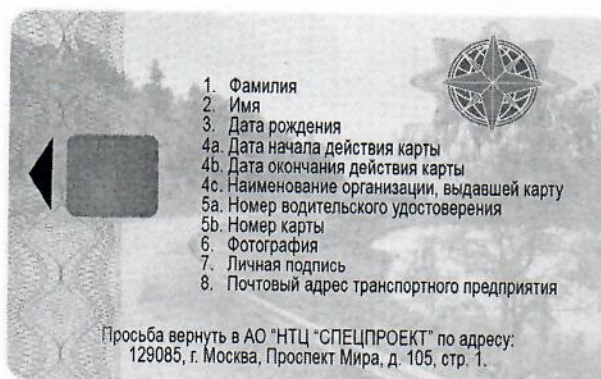 1. Фамилия
2. Имя
3. Дата рождения
4a. Дата начала действия карты
4b. Дата окончания действия карты
4c. Наименование организации, выдавшей карту
5a. Номер водительского удостоверения
5b. Номер карты
6. Фотография
7. Личная подпись
8. Почтовый адрес транспортного предприятия
Просьба вернуть в АО "НТЦ "СПЕЦПРОЕКТ" по адресу:
129085, г. Москва, Проспект Мира, д. 105, стр. 1.